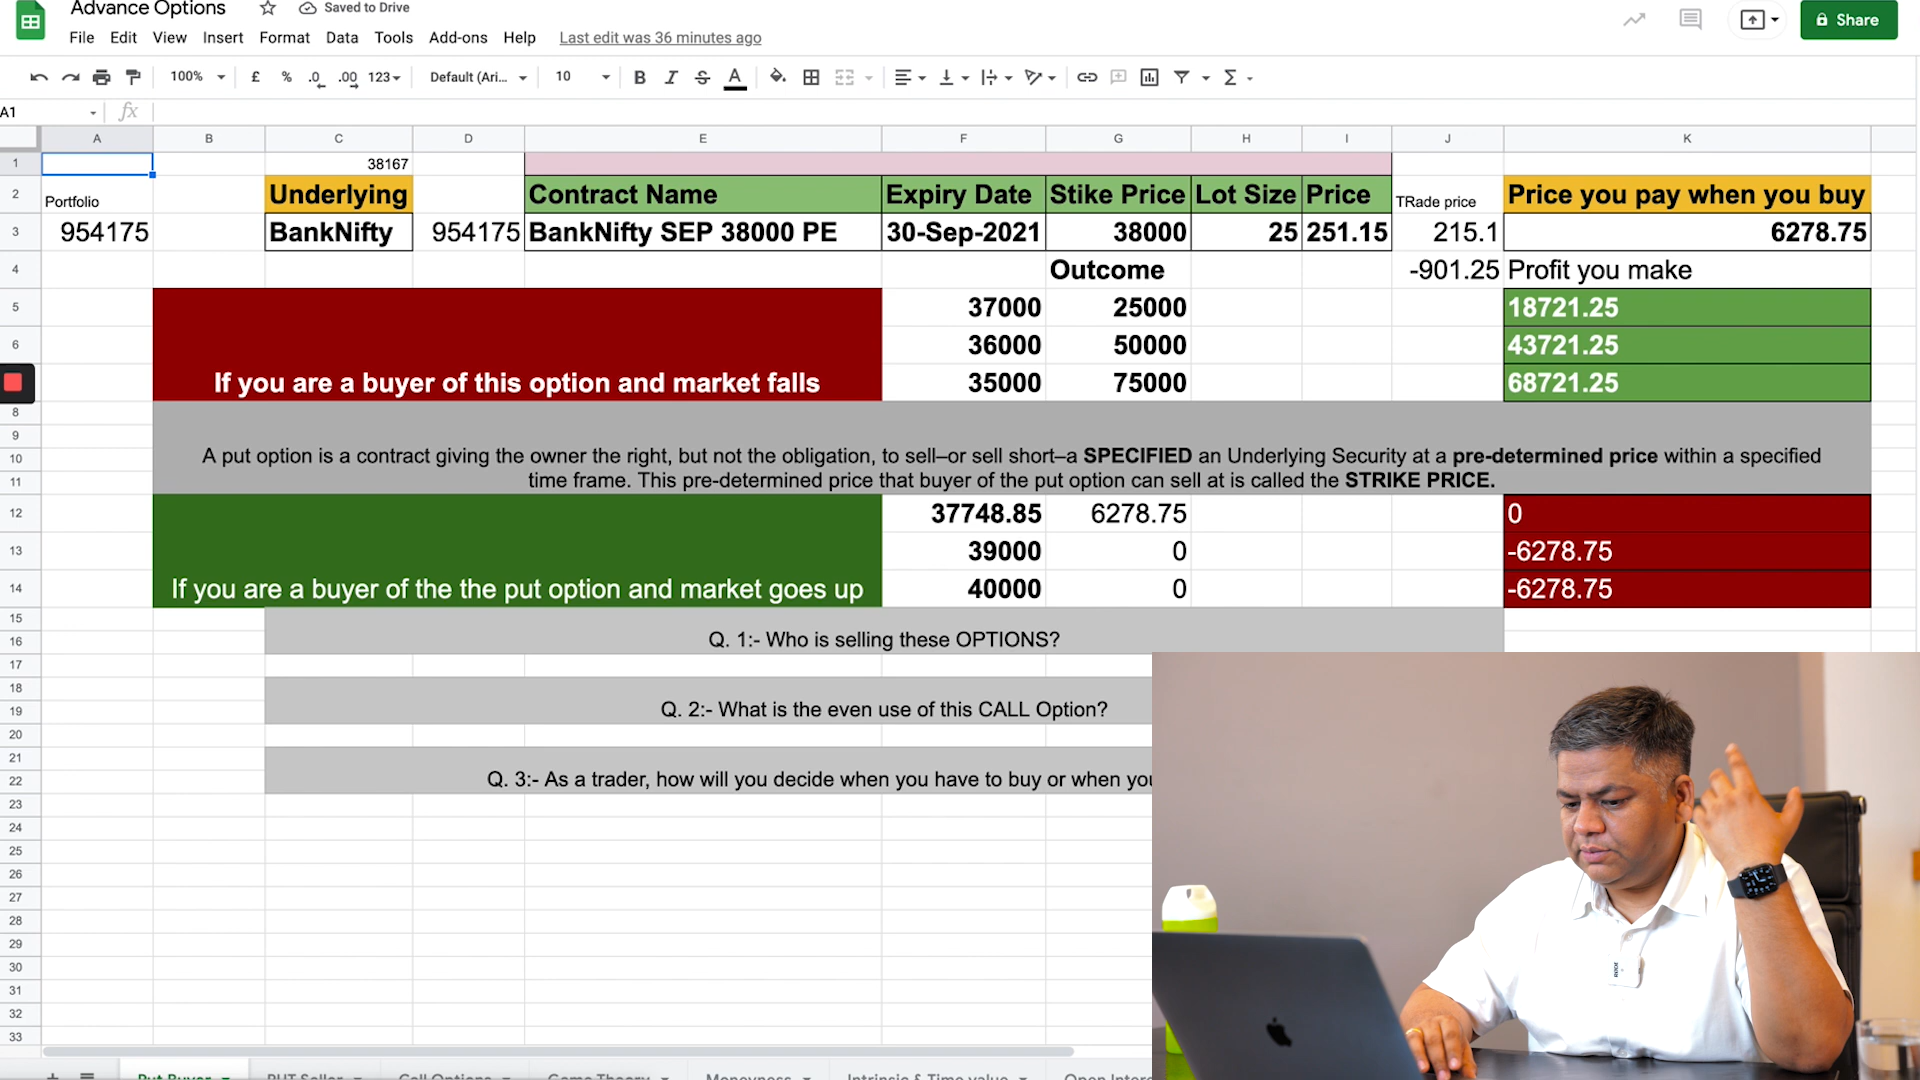 Advance Options Saved to Drive
File Edit View Insert Format Data Tools Add-ons Help Last edit was 36 minutes ago Share
100% £ % .0 .00 123 Default (Ari... 10 B I S A Σ
A1 fx
A B C D E F G H I J K
1 38167
2 Portfolio Underlying Contract Name Expiry Date Stike Price Lot Size Price TRade price Price you pay when you buy
3 954175 BankNifty 954175 BankNifty SEP 38000 PE 30-Sep-2021 38000 25 251.15 215.1 6278.75
4 Outcome -901.25 Profit you make
5 37000 25000 18721.25
6 36000 50000 43721.25
If you are a buyer of this option and market falls 35000 75000 68721.25
8
9
10 A put option is a contract giving the owner the right, but not the obligation, to sell–or sell short–a SPECIFIED an Underlying Security at a pre-determined price within a specified
11 time frame. This pre-determined price that buyer of the put option can sell at is called the STRIKE PRICE.
12 37748.85 6278.75 0
13 39000 0 -6278.75
14 If you are a buyer of the the put option and market goes up 40000 0 -6278.75
15
16 Q. 1:- Who is selling these OPTIONS?
17
18
19 Q. 2:- What is the even use of this CALL Option?
20
21
22 Q. 3:- As a trader, how will you decide when you have to buy or when
23
24
25
26
27
28
29
30
31
32
33
Put Buyer PUT Seller Call Options Game Theory Moneyness Intrinsic & Time value Open